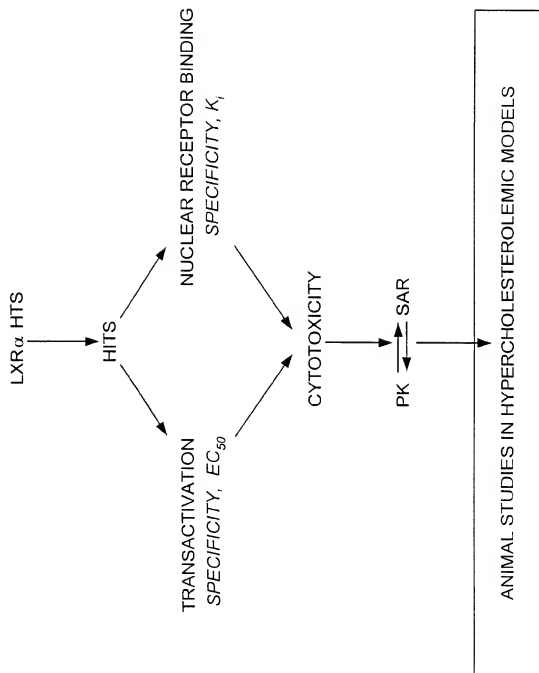 LXRα HTS
HITS
TRANSACTIVATION
SPECIFICITY, EC50
NUCLEAR RECEPTOR BINDING
SPECIFICITY, Ki
CYTOTOXICITY
PK
SAR
ANIMAL STUDIES IN HYPERCHOLESTEROLEMIC MODELS